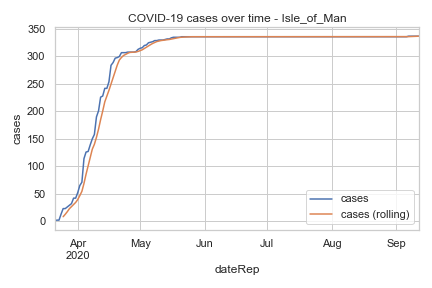 COVID-19 cases over time - Isle_of_Man
350
300
250
200
150
100
50
0
cases
Apr
2020
May
Jun
Jul
Aug
Sep
dateRep
cases
cases (rolling)